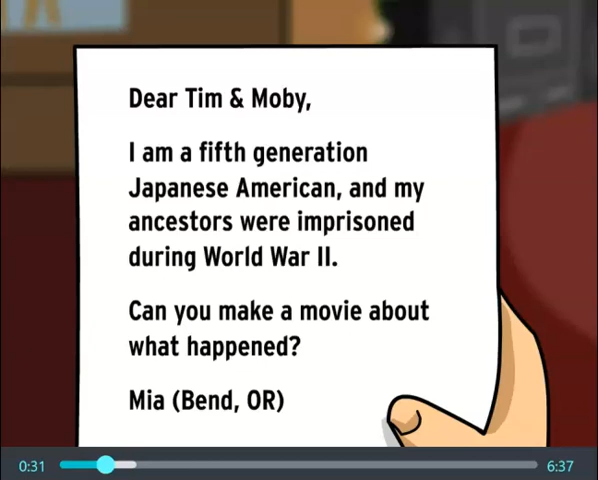 Dear Tim & Moby,
I am a fifth generation
Japanese American, and my
ancestors were imprisoned
during World War II.
Can you make a movie about
what happened?
Mia (Bend, OR)
0:31 6:37